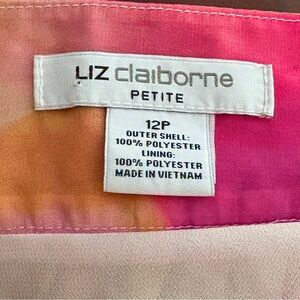 LIZ claiborne
PETITE
12P
OUTER SHELL:
100% POLYESTER
LINING:
100% POLYESTER
MADE IN VIETNAM